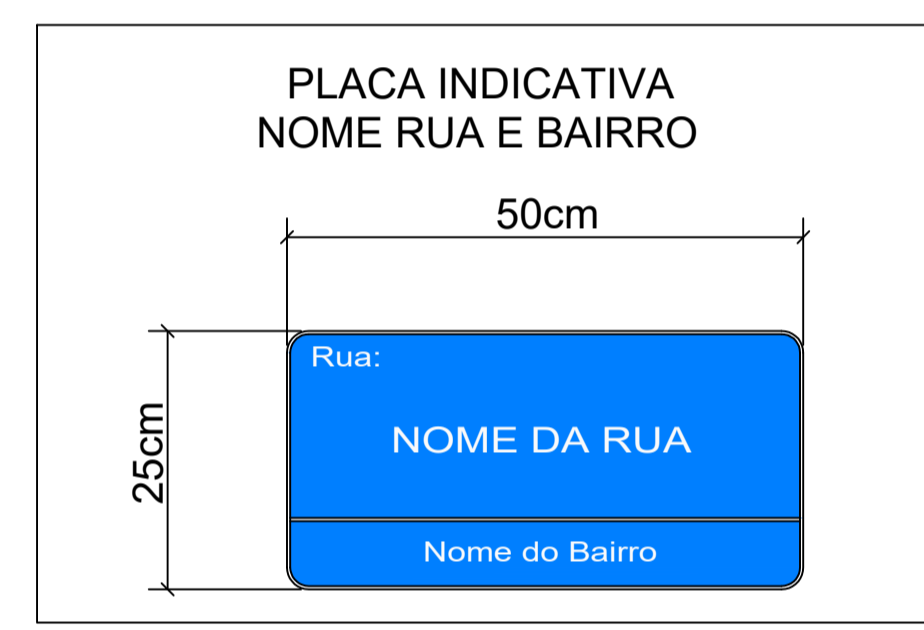 PLACA INDICATIVA
NOME RUA E BAIRRO
50cm
25cm
Rua:
NOME DA RUA
Nome do Bairro